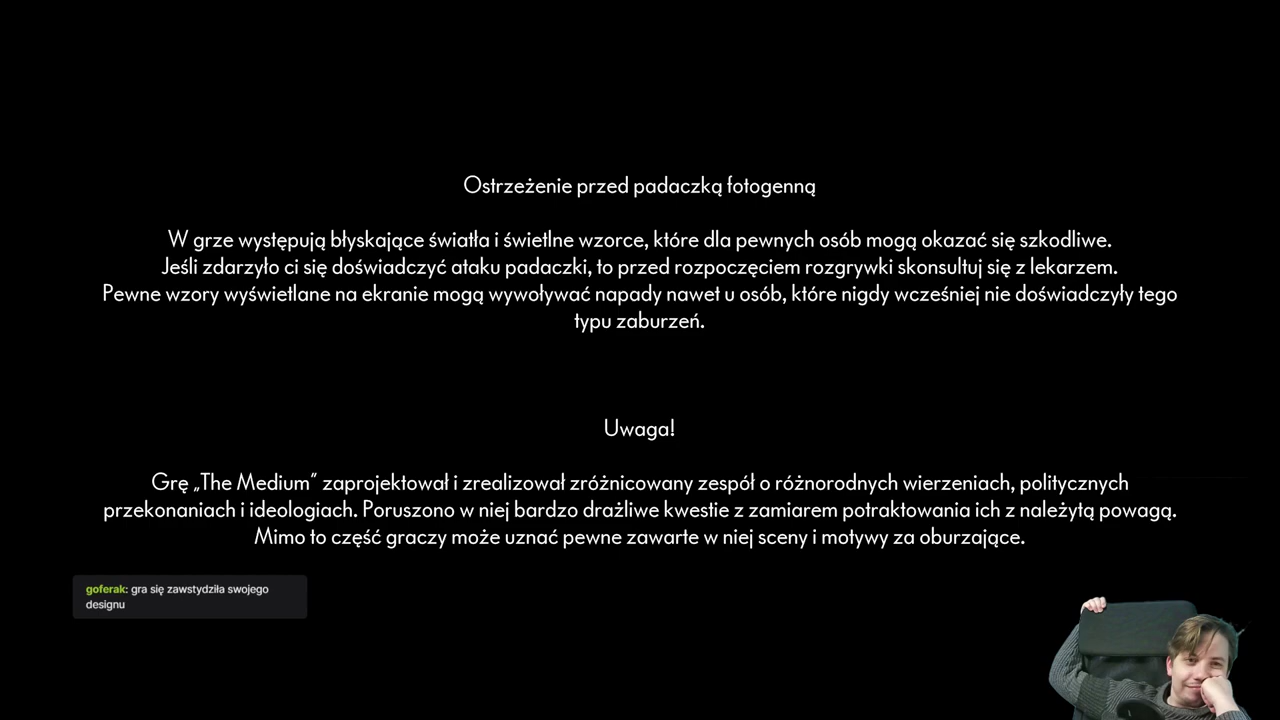 Ostrzeżenie przed padaczką fotogenną
W grze występują błyskające światła i świetlne wzorce, które dla pewnych osób mogą okazać się szkodliwe.
Jeśli zdarzyło ci się doświadczyć ataku padaczki, to przed rozpoczęciem rozgrywki skonsultuj się z lekarzem.
Pewne wzory wyświetlane na ekranie mogą wywoływać napady nawet u osób, które nigdy wcześniej nie doświadczyły tego
typu zaburzeń.
Uwaga!
Grę „The Medium” zaprojektował i zrealizował zróżnicowany zespół o różnorodnych wierzeniach, politycznych
przekonaniach i ideologiach. Poruszono w niej bardzo drażliwe kwestie z zamiarem potraktowania ich z należytą powagą.
Mimo to część graczy może uznać pewne zawarte w niej sceny i motywy za oburzające.
goferak: gra się zawstydziła swojego
designu